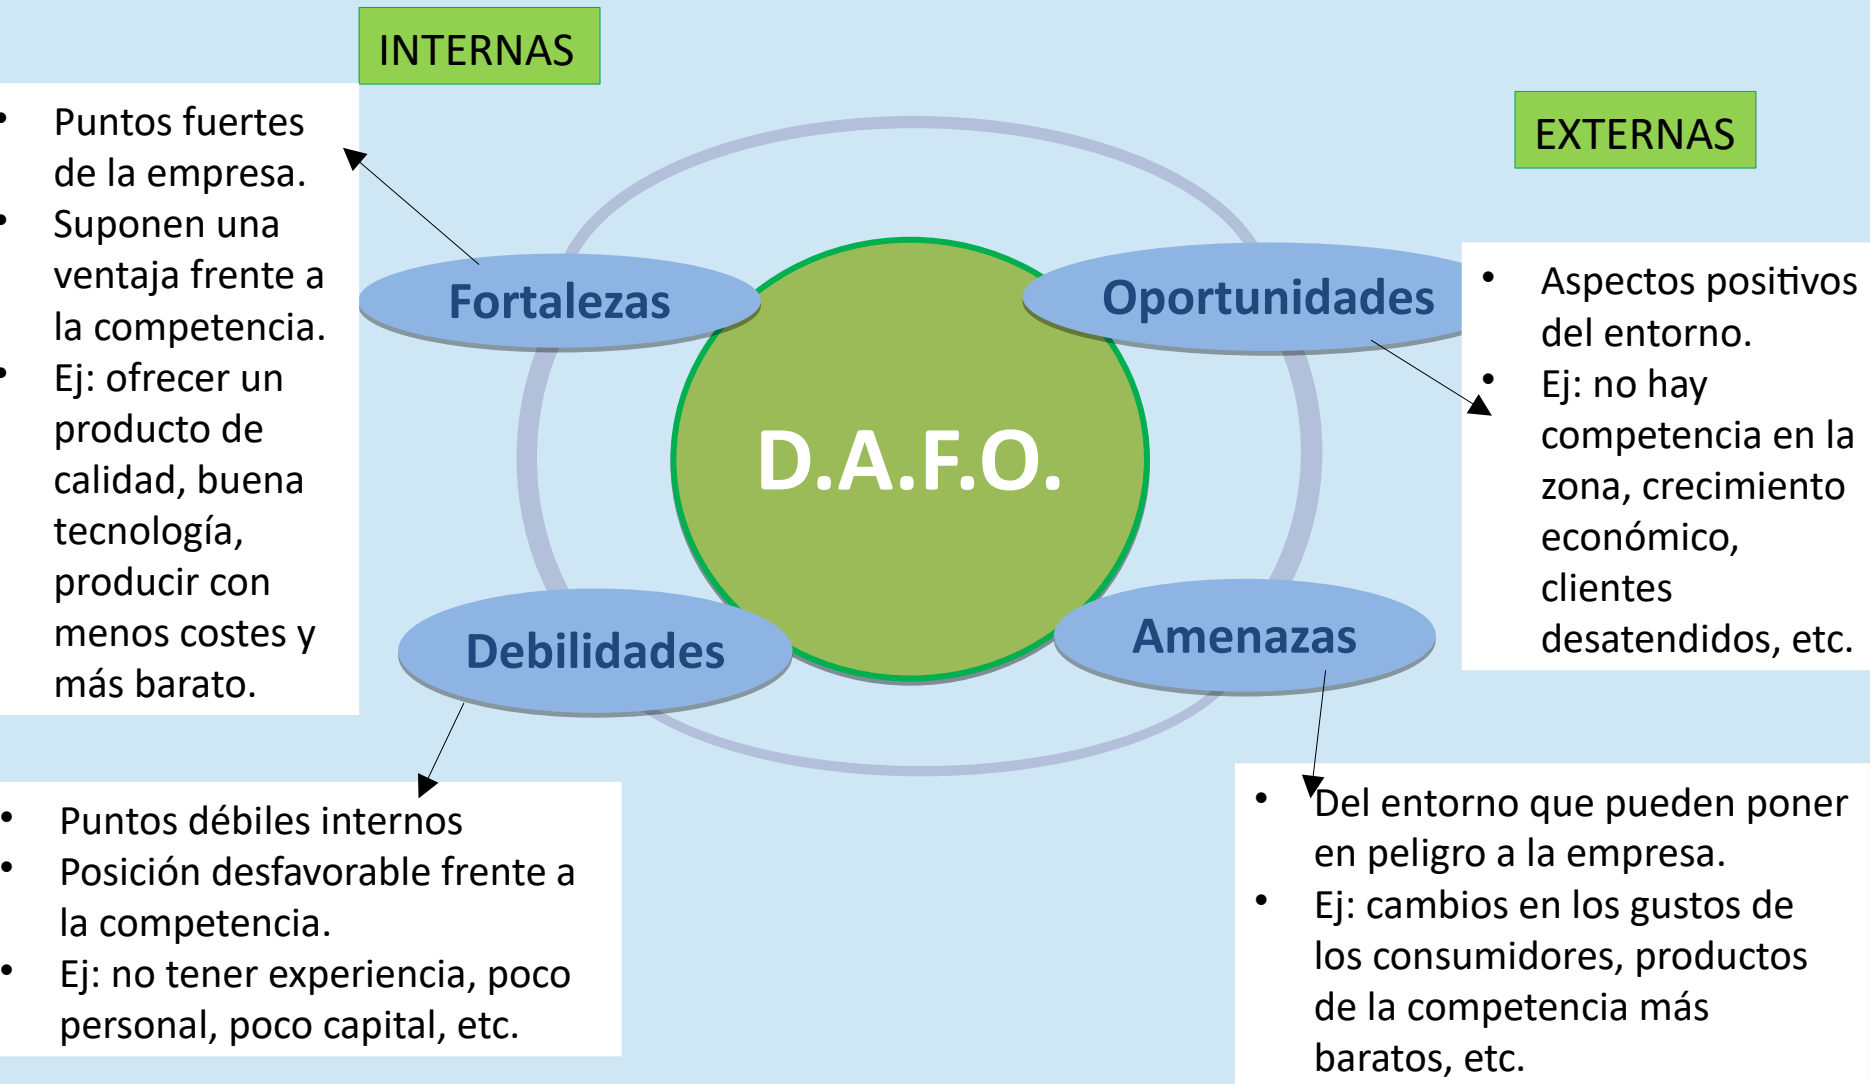 INTERNAS
• Puntos fuertes
de la empresa.
• Suponen una
ventaja frente a
la competencia.
• Ej: ofrecer un
producto de
calidad, buena
tecnología,
producir con
menos costes y
más barato.
Fortalezas
EXTERNAS
Oportunidades
• Aspectos positivos
del entorno.
• Ej: no hay
competencia en la
zona, crecimiento
económico,
clientes
desatendidos, etc.
D.A.F.O.
Debilidades
• Puntos débiles internos
• Posición desfavorable frente a
la competencia.
• Ej: no tener experiencia, poco
personal, poco capital, etc.
Amenazas
• Del entorno que pueden poner
en peligro a la empresa.
• Ej: cambios en los gustos de
los consumidores, productos
de la competencia más
baratos, etc.